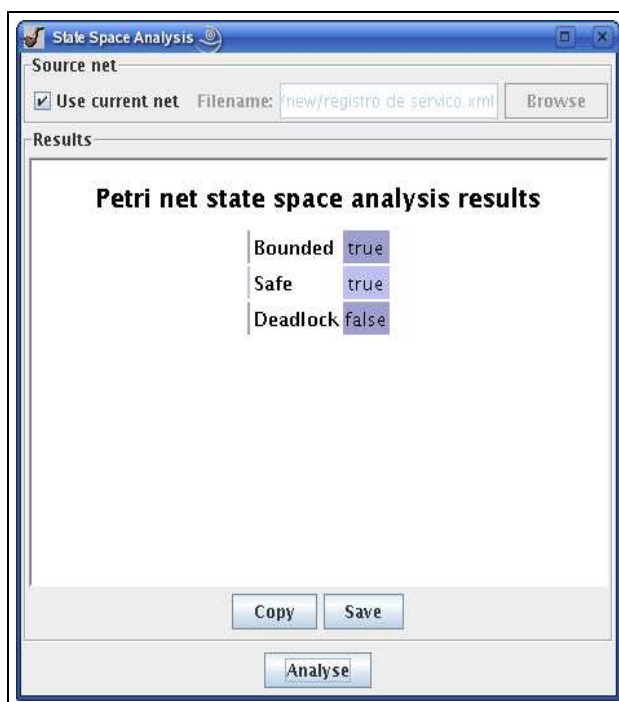 State Space Analysis
Source net
Use current net Filename: /new/registro de servico.xml Browse
Results
Petri net state space analysis results
Bounded true
Safe true
Deadlock false
Copy Save
Analyse